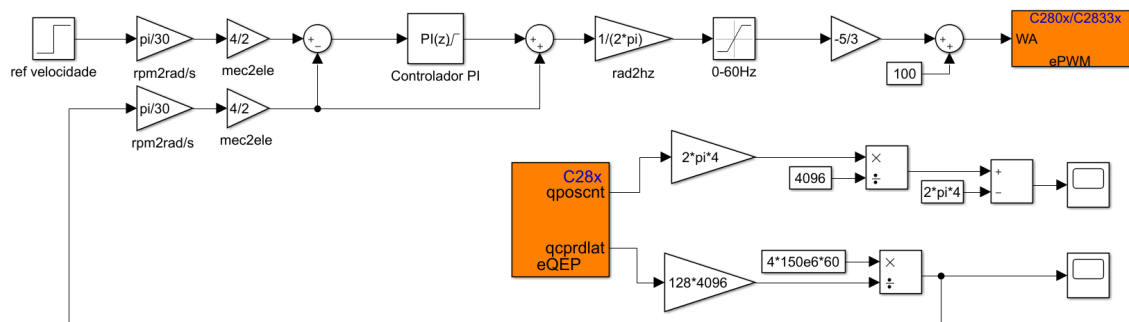 ref velocidade
pi/30
rpm2rad/s
4/2
mec2ele
+
−
PI(z)
Controlador PI
+
+
1/(2*pi)
rad2hz
0-60Hz
-5/3
100
+
+
C280x/C2833x
WA
ePWM
pi/30
rpm2rad/s
4/2
mec2ele
C28x
qposcnt
qcprdlat
eQEP
2*pi*4
4096
×
÷
2*pi*4
+
−
128*4096
4*150e6*60
×
÷